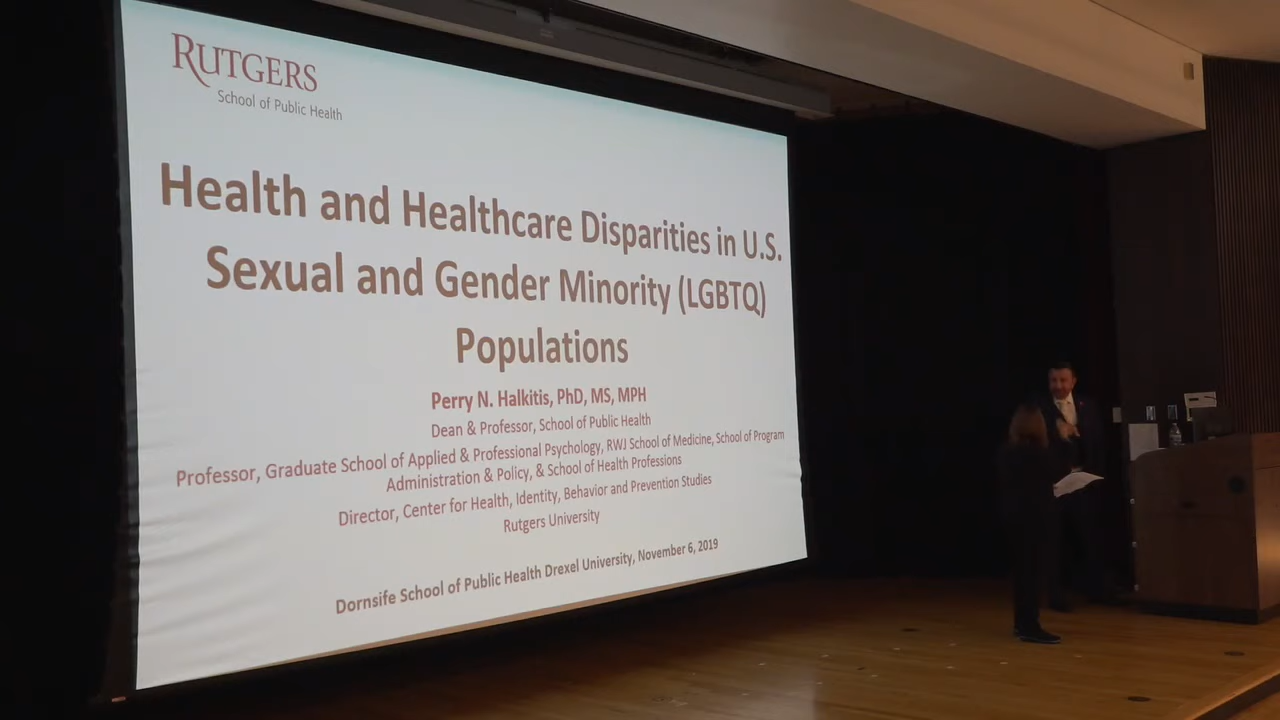 RUTGERS
School of Public Health
Health and Healthcare Disparities in U.S.
Sexual and Gender Minority (LGBTQ)
Populations
Perry N. Halkitis, PhD, MS, MPH
Dean & Professor, School of Public Health
Professor, Graduate School of Applied & Professional Psychology, RWJ School of Medicine, School of Program
Administration & Policy, & School of Health Professions
Director, Center for Health, Identity, Behavior and Prevention Studies
Rutgers University
Dornsife School of Public Health Drexel University, November 6, 2019